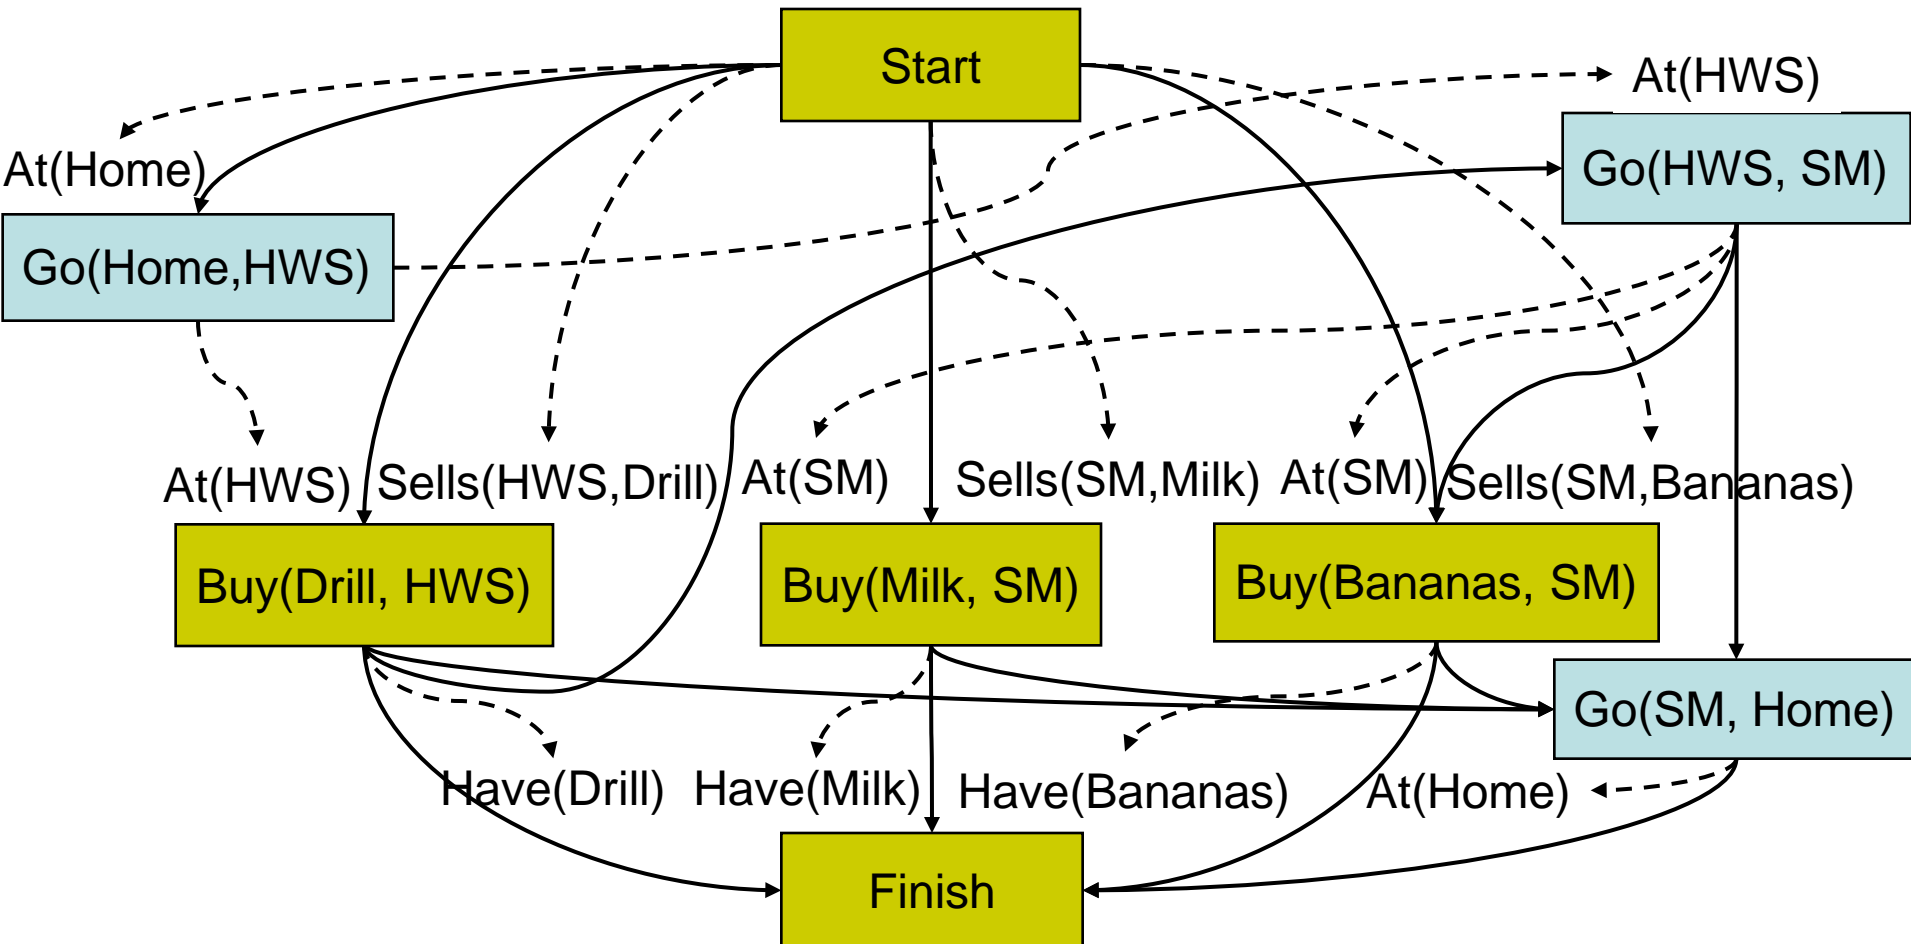 Start
At(HWS)
At(Home)
Go(HWS, SM)
Go(Home,HWS)
At(HWS)
Sells(HWS,Drill)
At(SM)
Sells(SM,Milk)
At(SM)
Sells(SM,Bananas)
Buy(Drill, HWS)
Buy(Milk, SM)
Buy(Bananas, SM)
Go(SM, Home)
Have(Drill)
Have(Milk)
Have(Bananas)
At(Home)
Finish